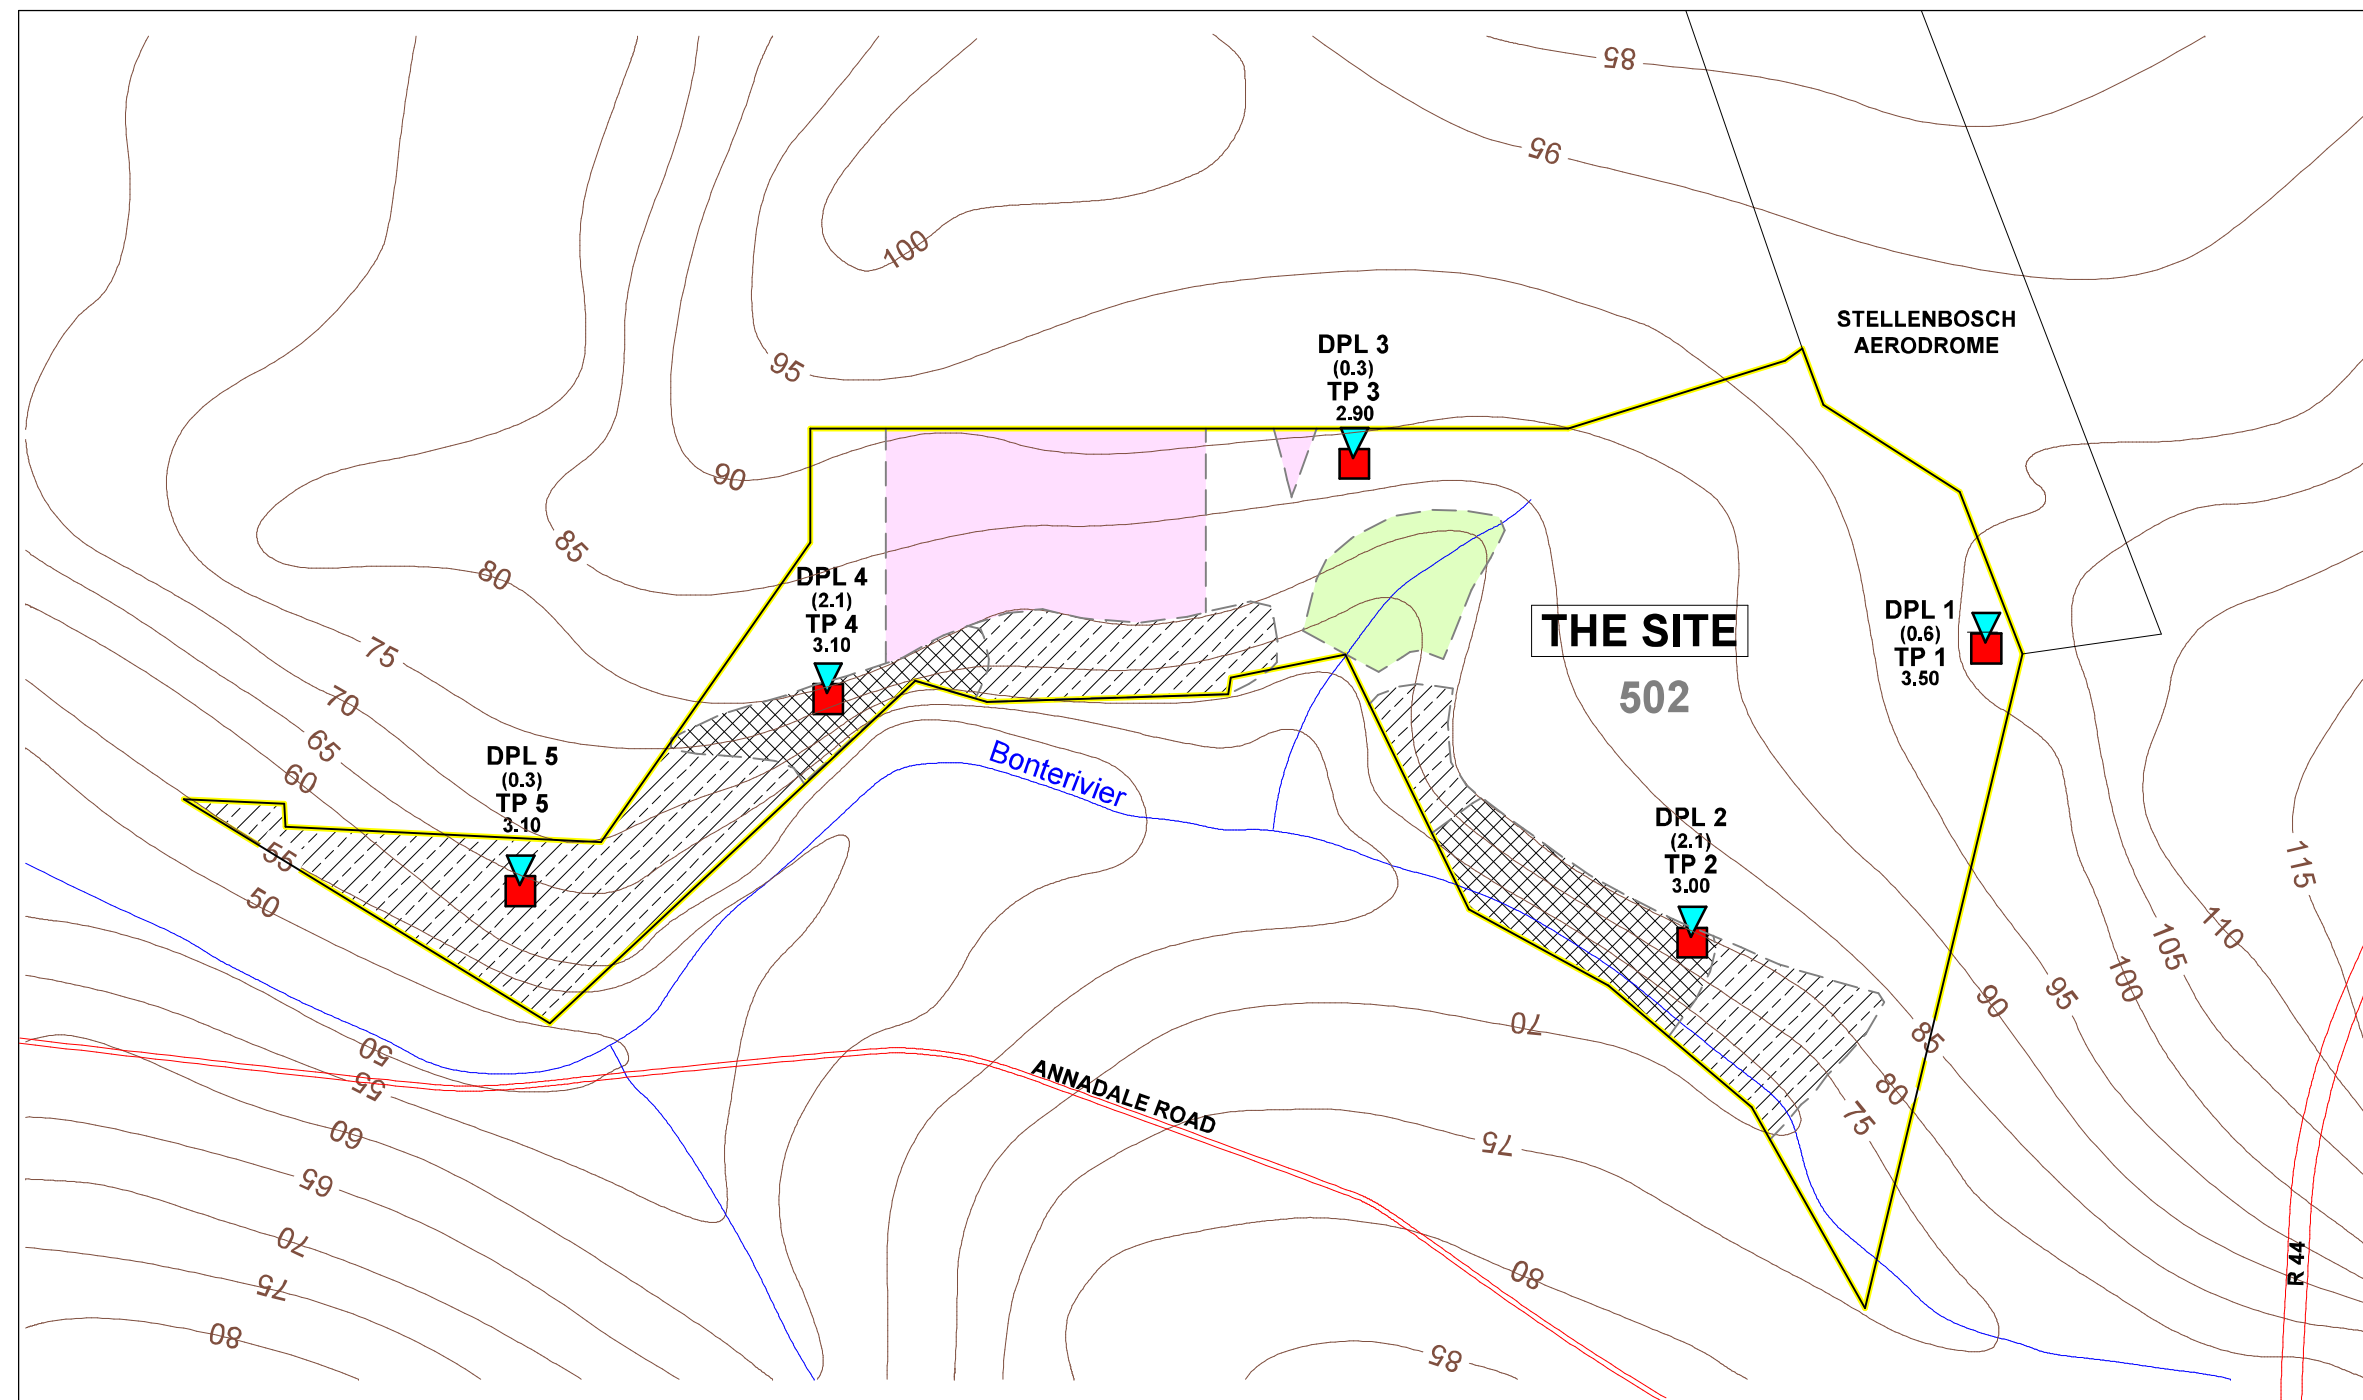 85
95
100
STELLENBOSCH
AERODROME
DPL 3
(0.3)
TP 3
2.90
95
90
85
80
DPL 4
(2.1)
TP 4
3.10
THE SITE
502
DPL 1
(0.6)
TP 1
3.50
75
70
65
60
55
50
DPL 5
(0.3)
TP 5
3.10
Bonterivier
DPL 2
(2.1)
TP 2
3.00
115
110
105
100
95
90
85
80
75
70
75
80
85
ANNADALE ROAD
50
55
60
65
70
75
80
R 44